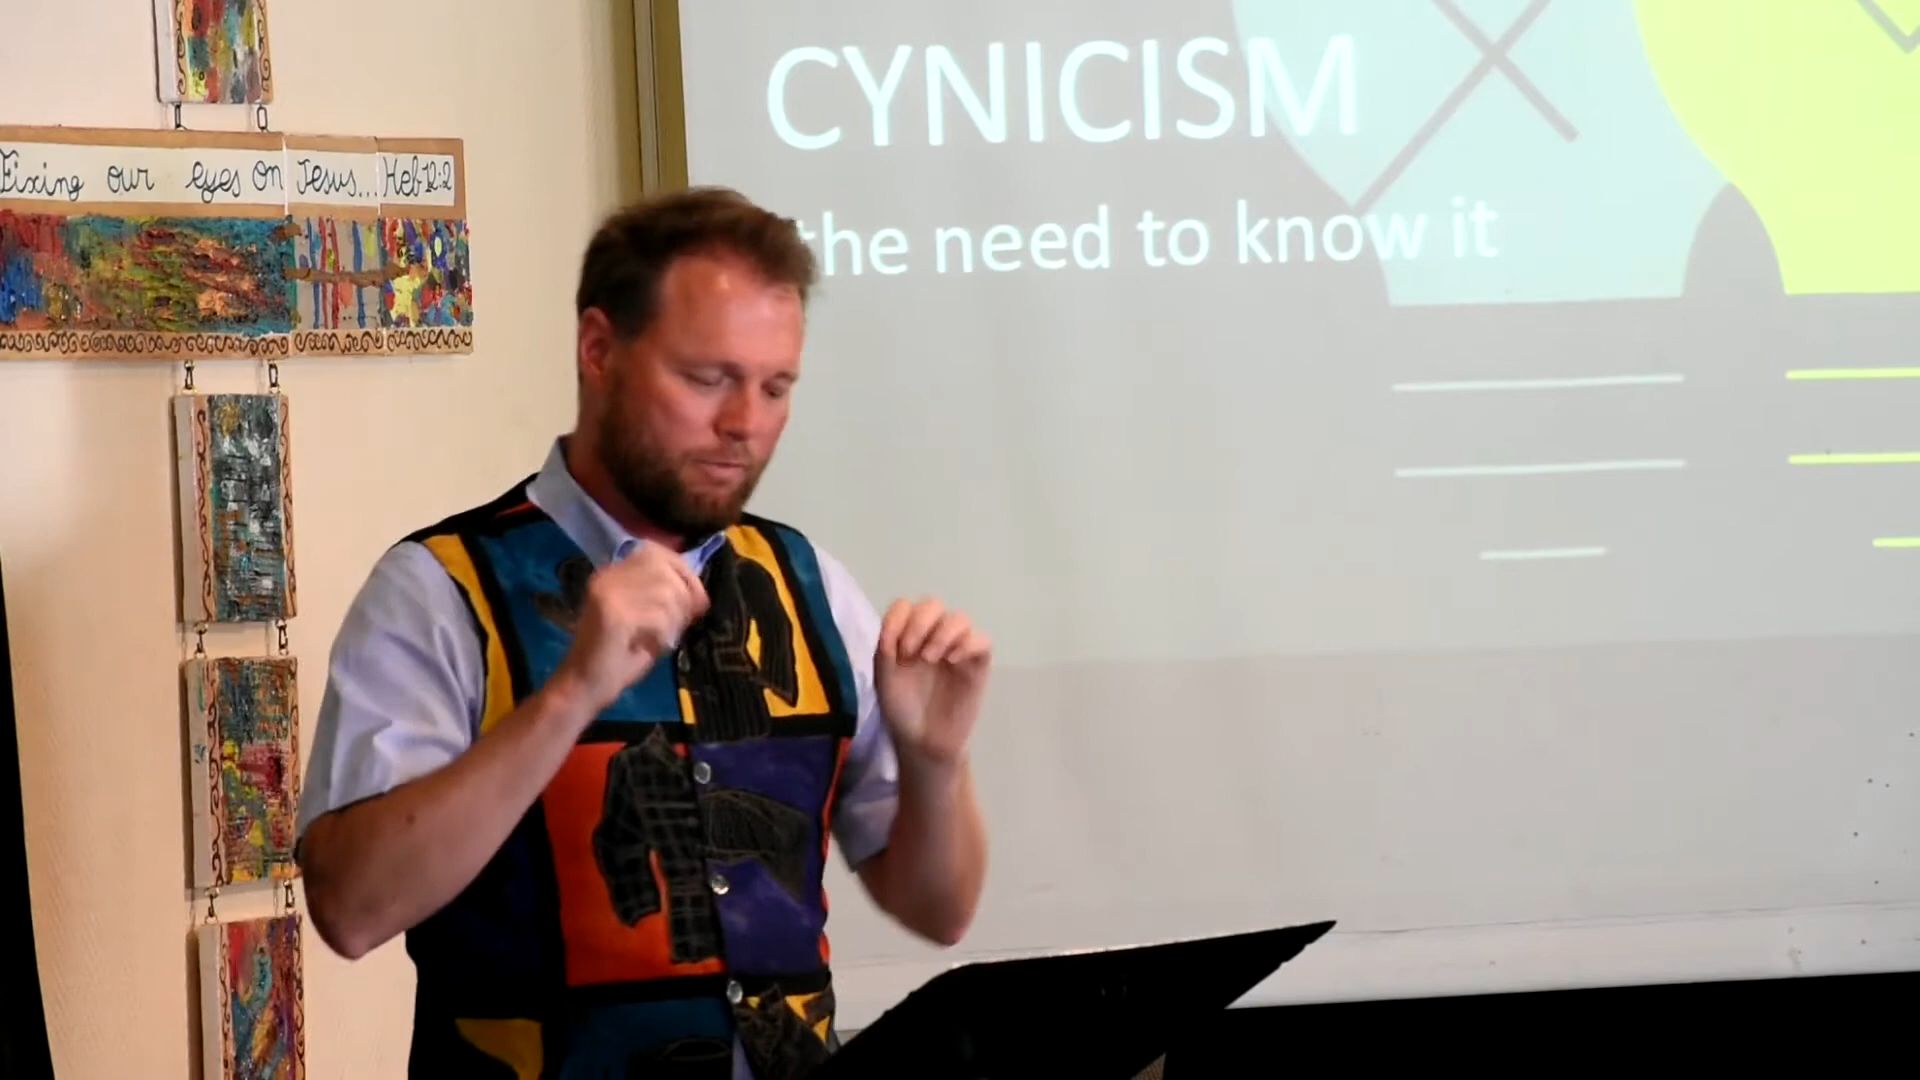 Fixing our eyes on Jesus... Heb 12:2
CYNICISM
the need to know it